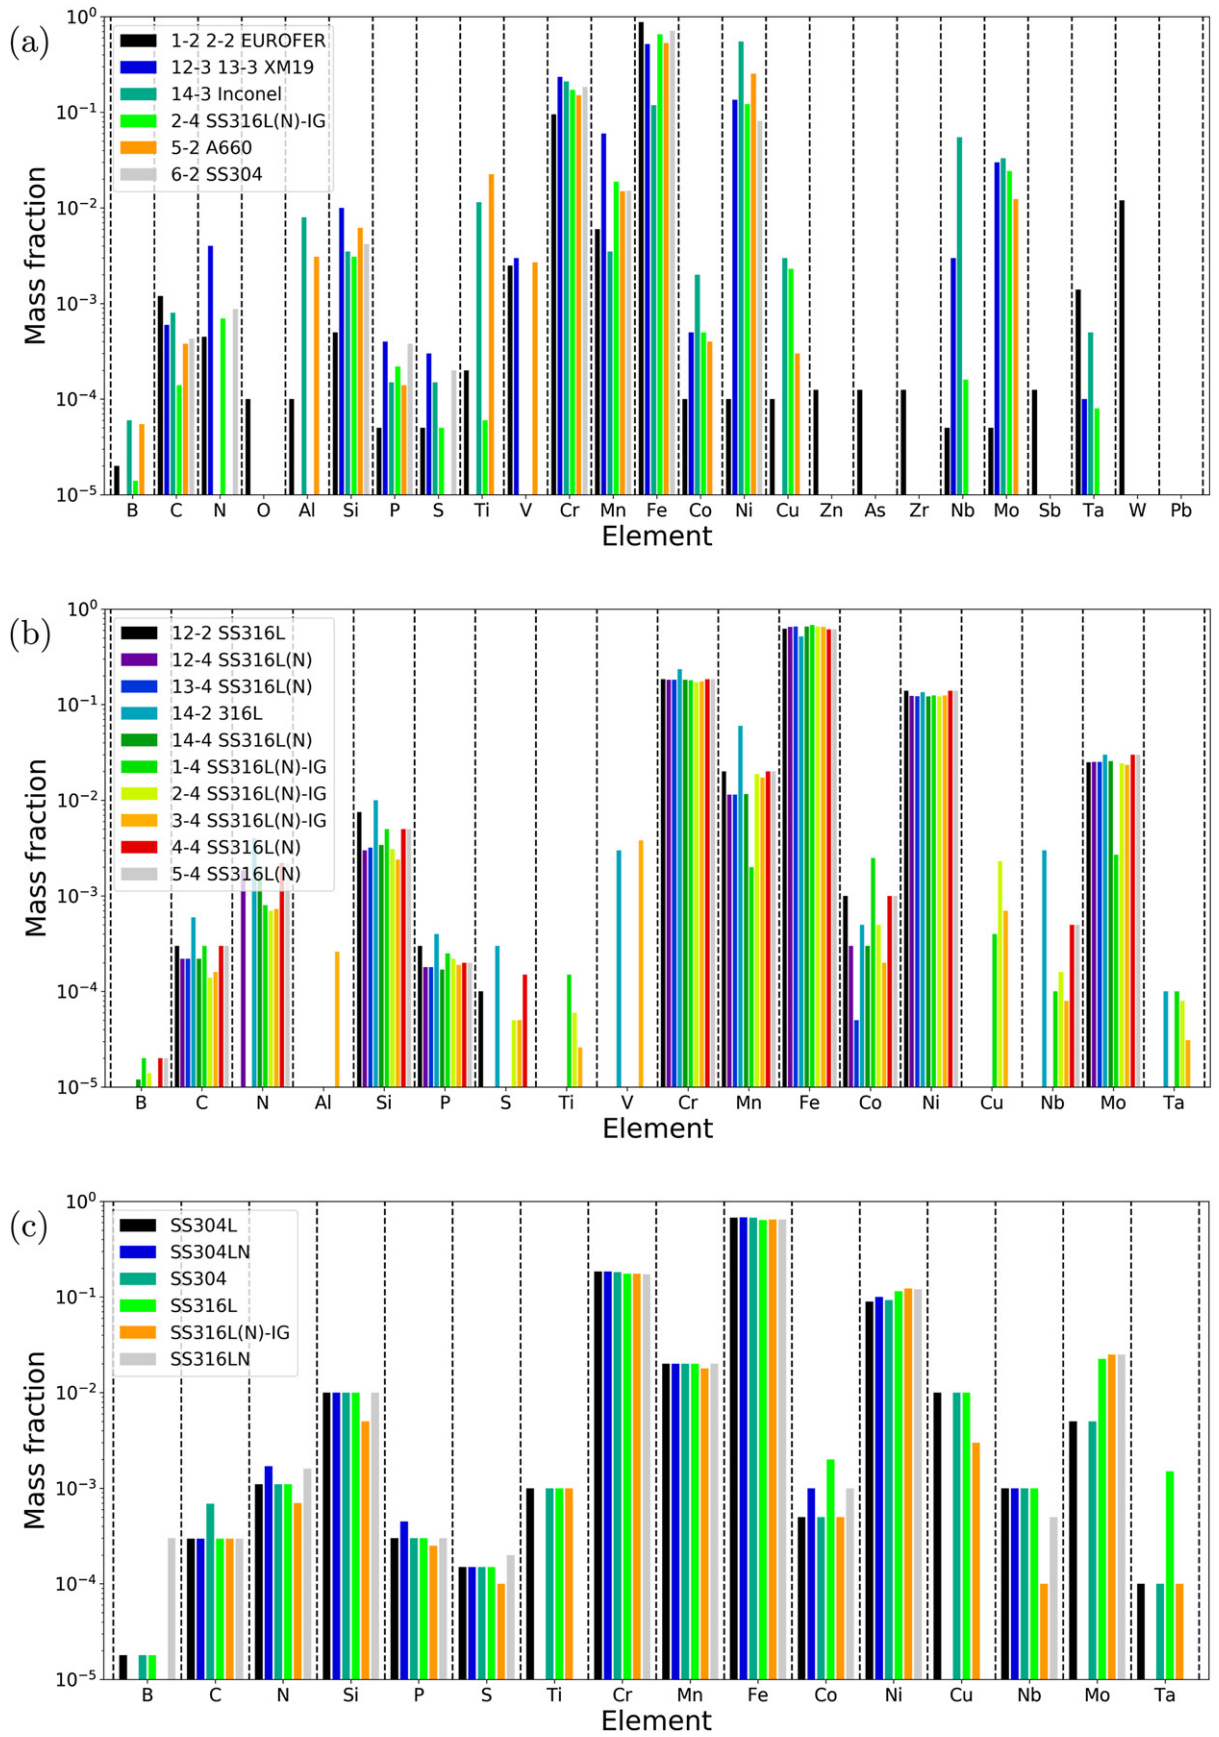 (a)
10⁰
10⁻¹
10⁻²
10⁻³
10⁻⁴
10⁻⁵
Mass fraction
1-2 2-2 EUROFER
12-3 13-3 XM19
14-3 Inconel
2-4 SS316L(N)-IG
5-2 A660
6-2 SS304
B C N O Al Si P S Ti V Cr Mn Fe Co Ni Cu Zn As Zr Nb Mo Sb Ta W Pb
Element
(b)
10⁰
10⁻¹
10⁻²
10⁻³
10⁻⁴
10⁻⁵
Mass fraction
12-2 SS316L
12-4 SS316L(N)
13-4 SS316L(N)
14-2 316L
14-4 SS316L(N)
1-4 SS316L(N)-IG
2-4 SS316L(N)-IG
3-4 SS316L(N)-IG
4-4 SS316L(N)
5-4 SS316L(N)
B C N Al Si P S Ti V Cr Mn Fe Co Ni Cu Nb Mo Ta
Element
(c)
10⁰
10⁻¹
10⁻²
10⁻³
10⁻⁴
10⁻⁵
Mass fraction
SS304L
SS304LN
SS304
SS316L
SS316L(N)-IG
SS316LN
B C N Si P S Ti Cr Mn Fe Co Ni Cu Nb Mo Ta
Element